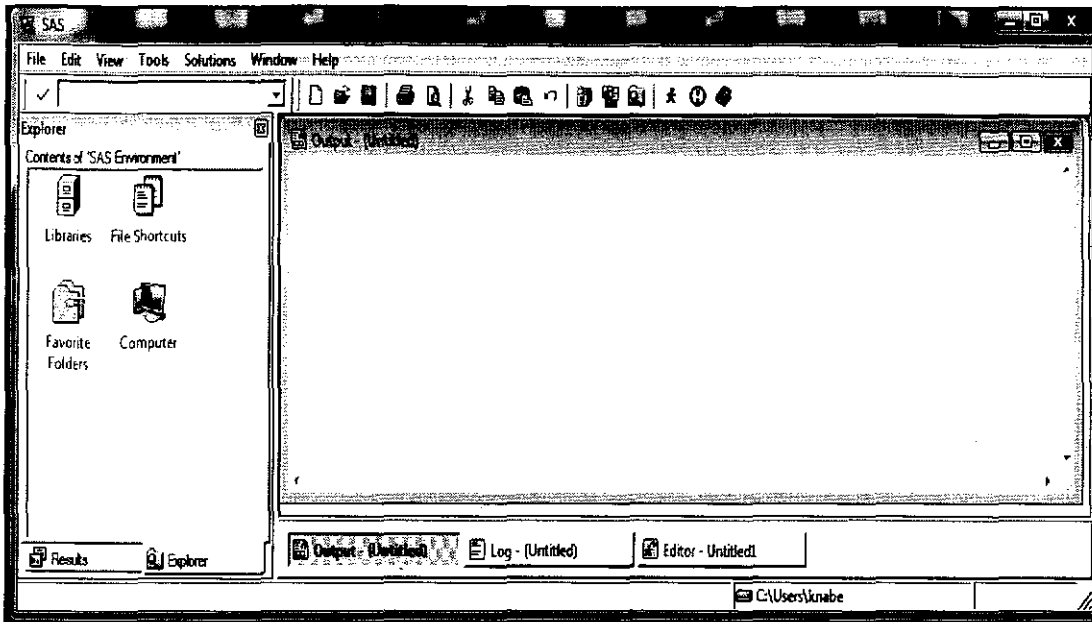 SAS
File Edit View Tools Solutions Window Help
Explorer
Contents of 'SAS Environment'
Libraries File Shortcuts
Favorite Folders
Computer
Output - (Untitled)
Results Explorer
Output - (Untitled) Log - (Untitled) Editor - Untitled1
C:\Users\knabe